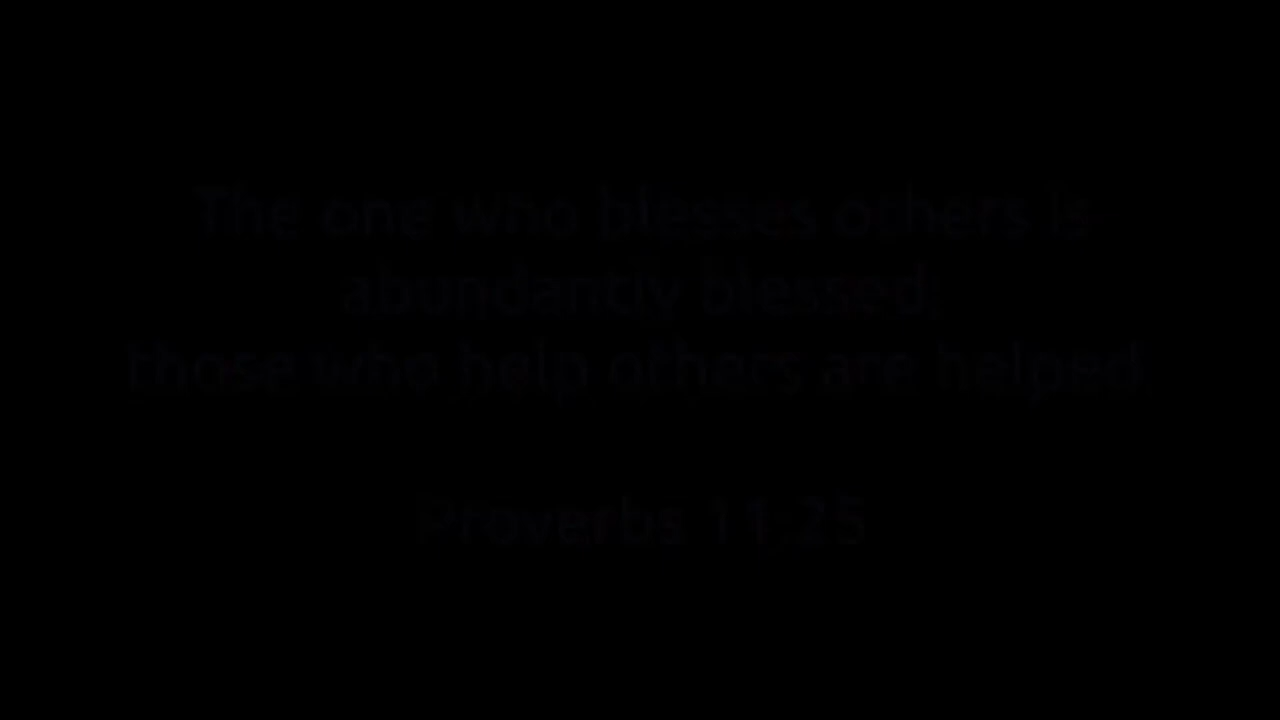 The one who blesses others is
abundantly blessed,
those who help others are helped
Proverbs 11:25